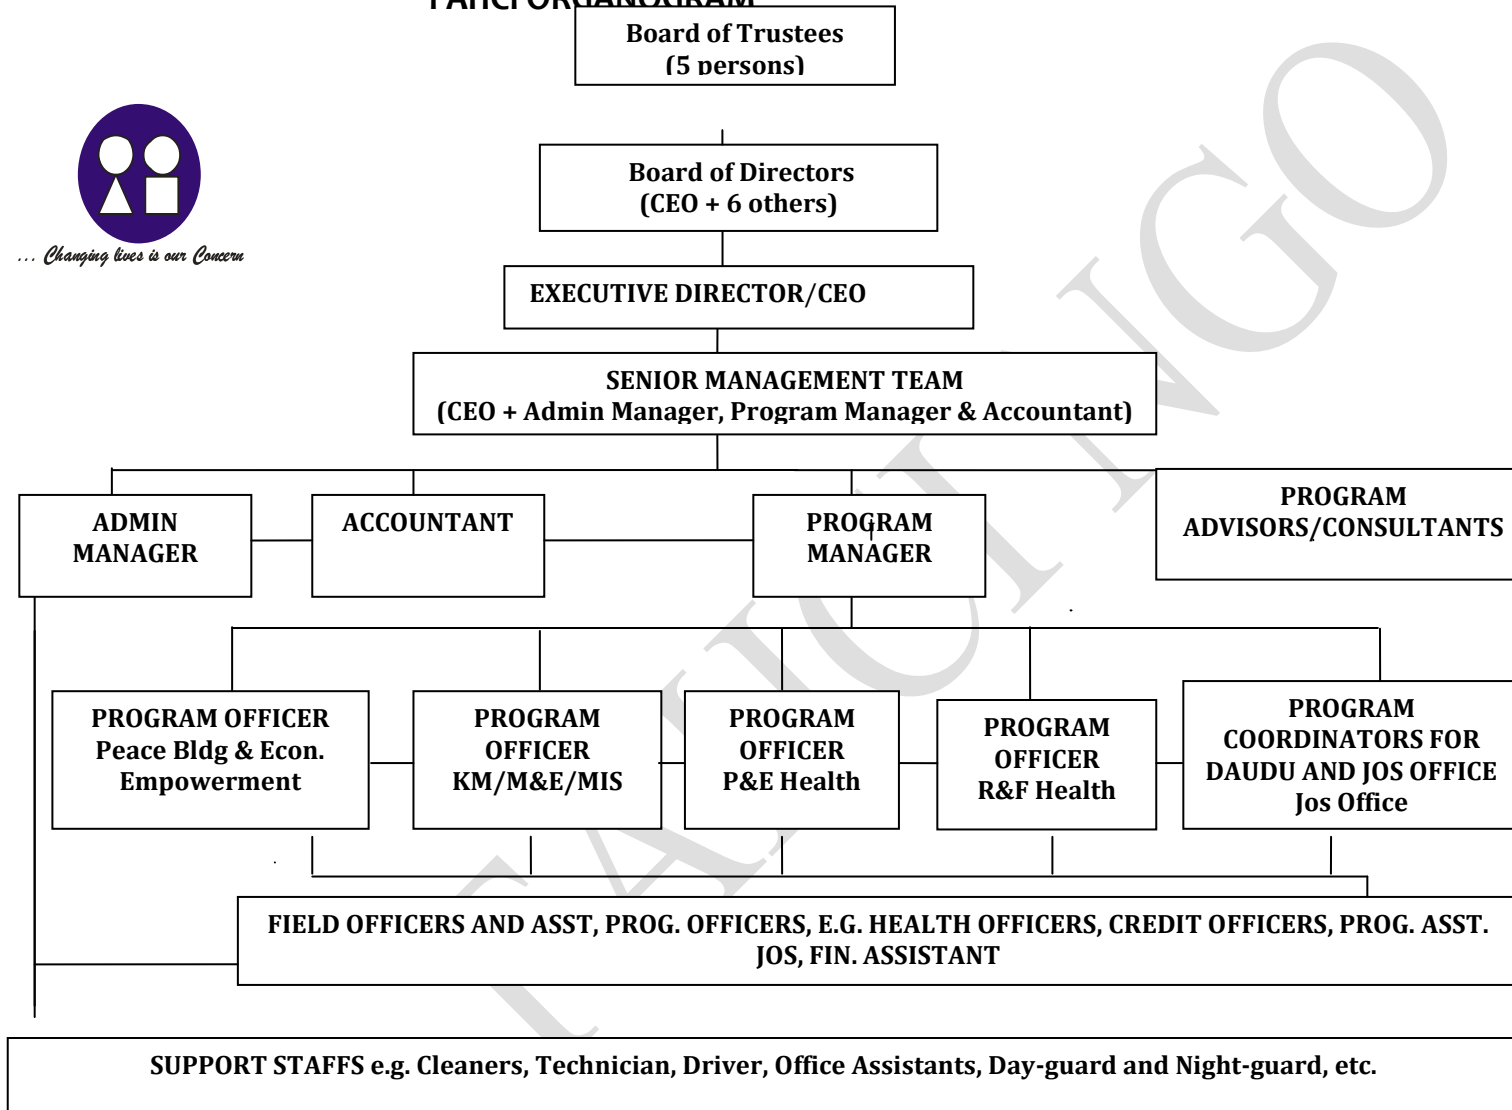 ORGANOGRAM
Board of Trustees
(5 persons)
... Changing lives is our Concern
Board of Directors
(CEO + 6 others)
EXECUTIVE DIRECTOR/CEO
SENIOR MANAGEMENT TEAM
(CEO + Admin Manager, Program Manager & Accountant)
ADMIN
MANAGER
ACCOUNTANT
PROGRAM
MANAGER
PROGRAM
ADVISORS/CONSULTANTS
PROGRAM OFFICER
Peace Bldg & Econ.
Empowerment
PROGRAM
OFFICER
KM/M&E/MIS
PROGRAM
OFFICER
P&E Health
PROGRAM
OFFICER
R&F Health
PROGRAM
COORDINATORS FOR
DAUDU AND JOS OFFICE
Jos Office
FIELD OFFICERS AND ASST, PROG. OFFICERS, E.G. HEALTH OFFICERS, CREDIT OFFICERS, PROG. ASST.
JOS, FIN. ASSISTANT
SUPPORT STAFFS e.g. Cleaners, Technician, Driver, Office Assistants, Day-guard and Night-guard, etc.
NGO